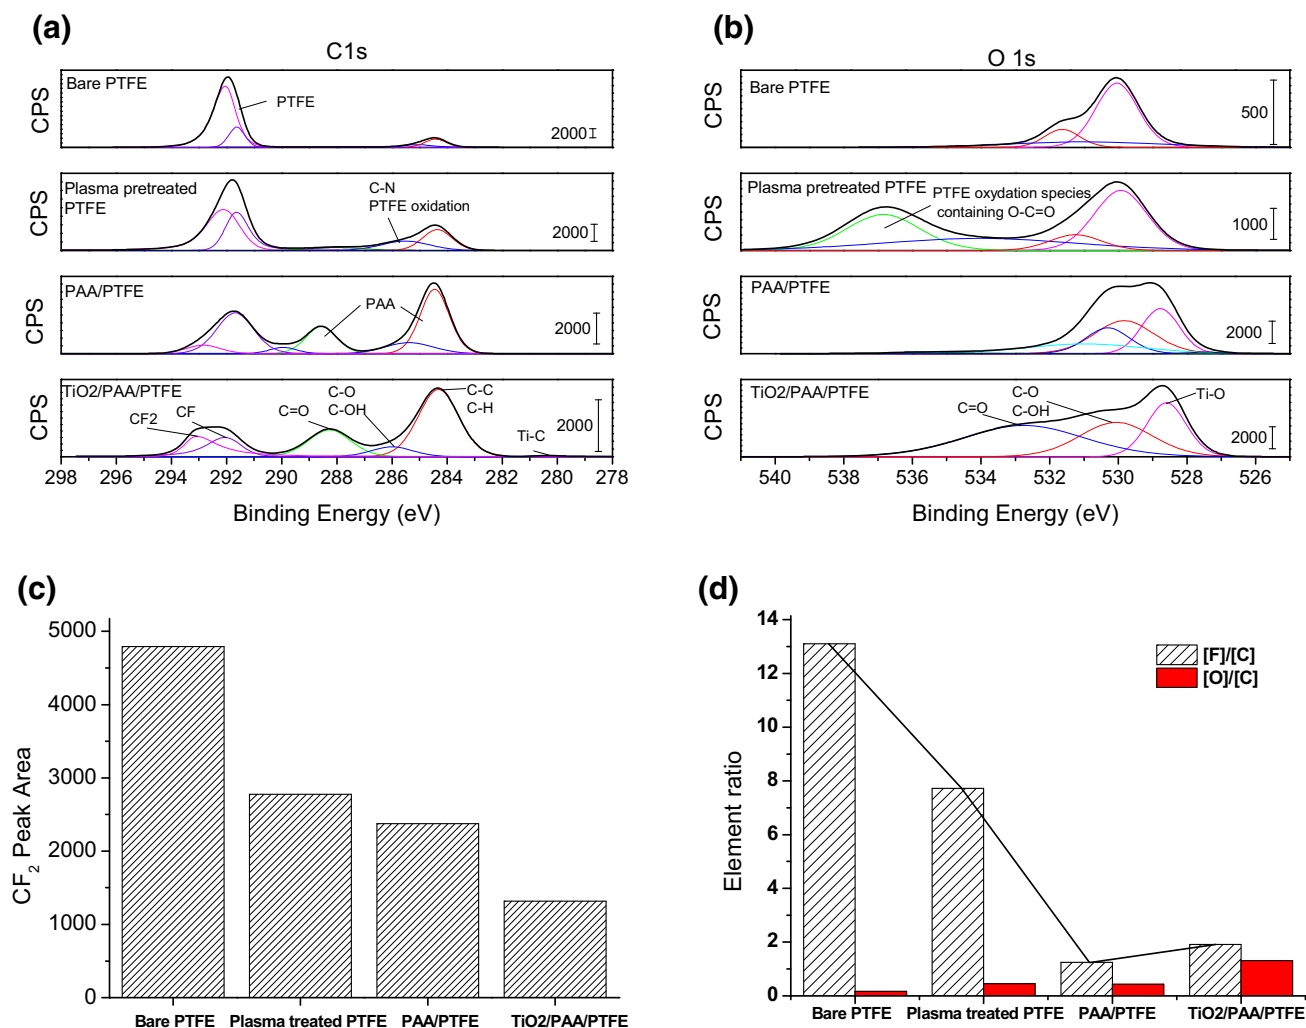 (a)
C1s
CPS
Bare PTFE
PTFE
2000
CPS
Plasma pretreated
PTFE
C-N
PTFE oxidation
2000
CPS
PAA/PTFE
PAA
2000
CPS
TiO2/PAA/PTFE
CF2
CF
C=O
C-O
C-OH
C-C
C-H
Ti-C
2000
298 296 294 292 290 288 286 284 282 280 278
Binding Energy (eV)
(b)
O 1s
CPS
Bare PTFE
500
CPS
Plasma pretreated PTFE
PTFE oxydation species
containing O-C=O
1000
CPS
PAA/PTFE
2000
CPS
TiO2/PAA/PTFE
C=O
C-O
C-OH
Ti-O
2000
540 538 536 534 532 530 528 526
Binding Energy (eV)
(c)
CF2 Peak Area
5000
4000
3000
2000
1000
0
Bare PTFE Plasma treated PTFE PAA/PTFE TiO2/PAA/PTFE
(d)
Element ratio
14
12
10
8
6
4
2
0
[F]/[C]
[O]/[C]
Bare PTFE Plasma treated PTFE PAA/PTFE TiO2/PAA/PTFE